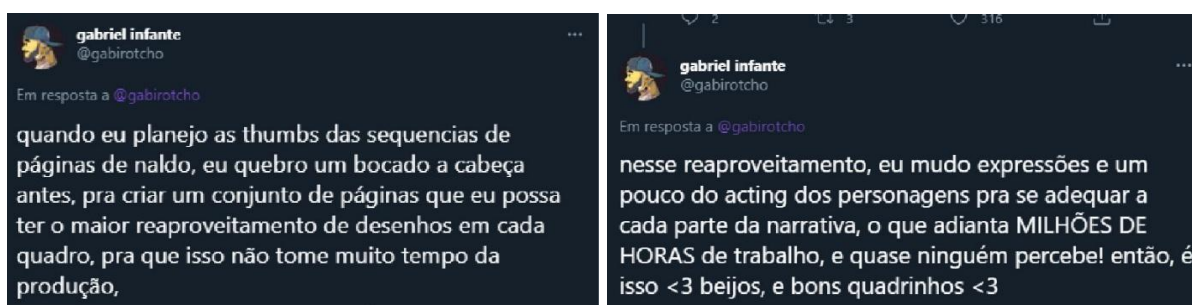 gabriel infante
@gabirotcho
Em resposta a @gabirotcho
quando eu planejo as thumbs das sequencias de
páginas de naldo, eu quebro um bocado a cabeça
antes, pra criar um conjunto de páginas que eu possa
ter o maior reaproveitamento de desenhos em cada
quadro, pra que isso não tome muito tempo da
produção,
2 3 316
gabriel infante
@gabirotcho
Em resposta a @gabirotcho
nesse reaproveitamento, eu mudo expressões e um
pouco do acting dos personagens pra se adequar a
cada parte da narrativa, o que adianta MILHÕES DE
HORAS de trabalho, e quase ninguém percebe! então, é
isso <3 beijos, e bons quadrinhos <3